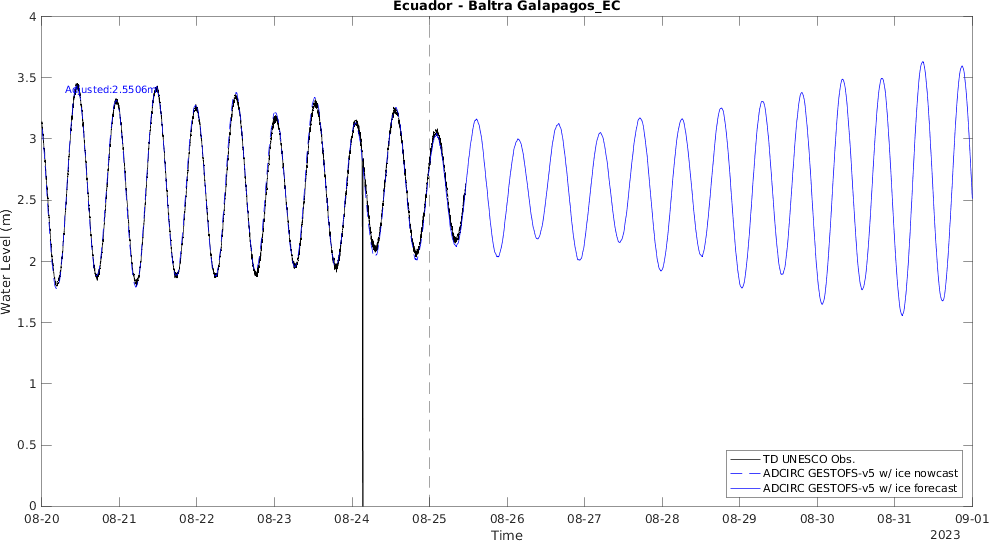 Ecuador - Baltra Galapagos_EC
Water Level (m)
4
3.5
3
2.5
2
1.5
1
0.5
0
Adjusted:2.5506m
TD UNESCO Obs.
ADCIRC GESTOFS-v5 w/ ice nowcast
ADCIRC GESTOFS-v5 w/ ice forecast
08-20 08-21 08-22 08-23 08-24 08-25 08-26 08-27 08-28 08-29 08-30 08-31 09-01
Time
2023